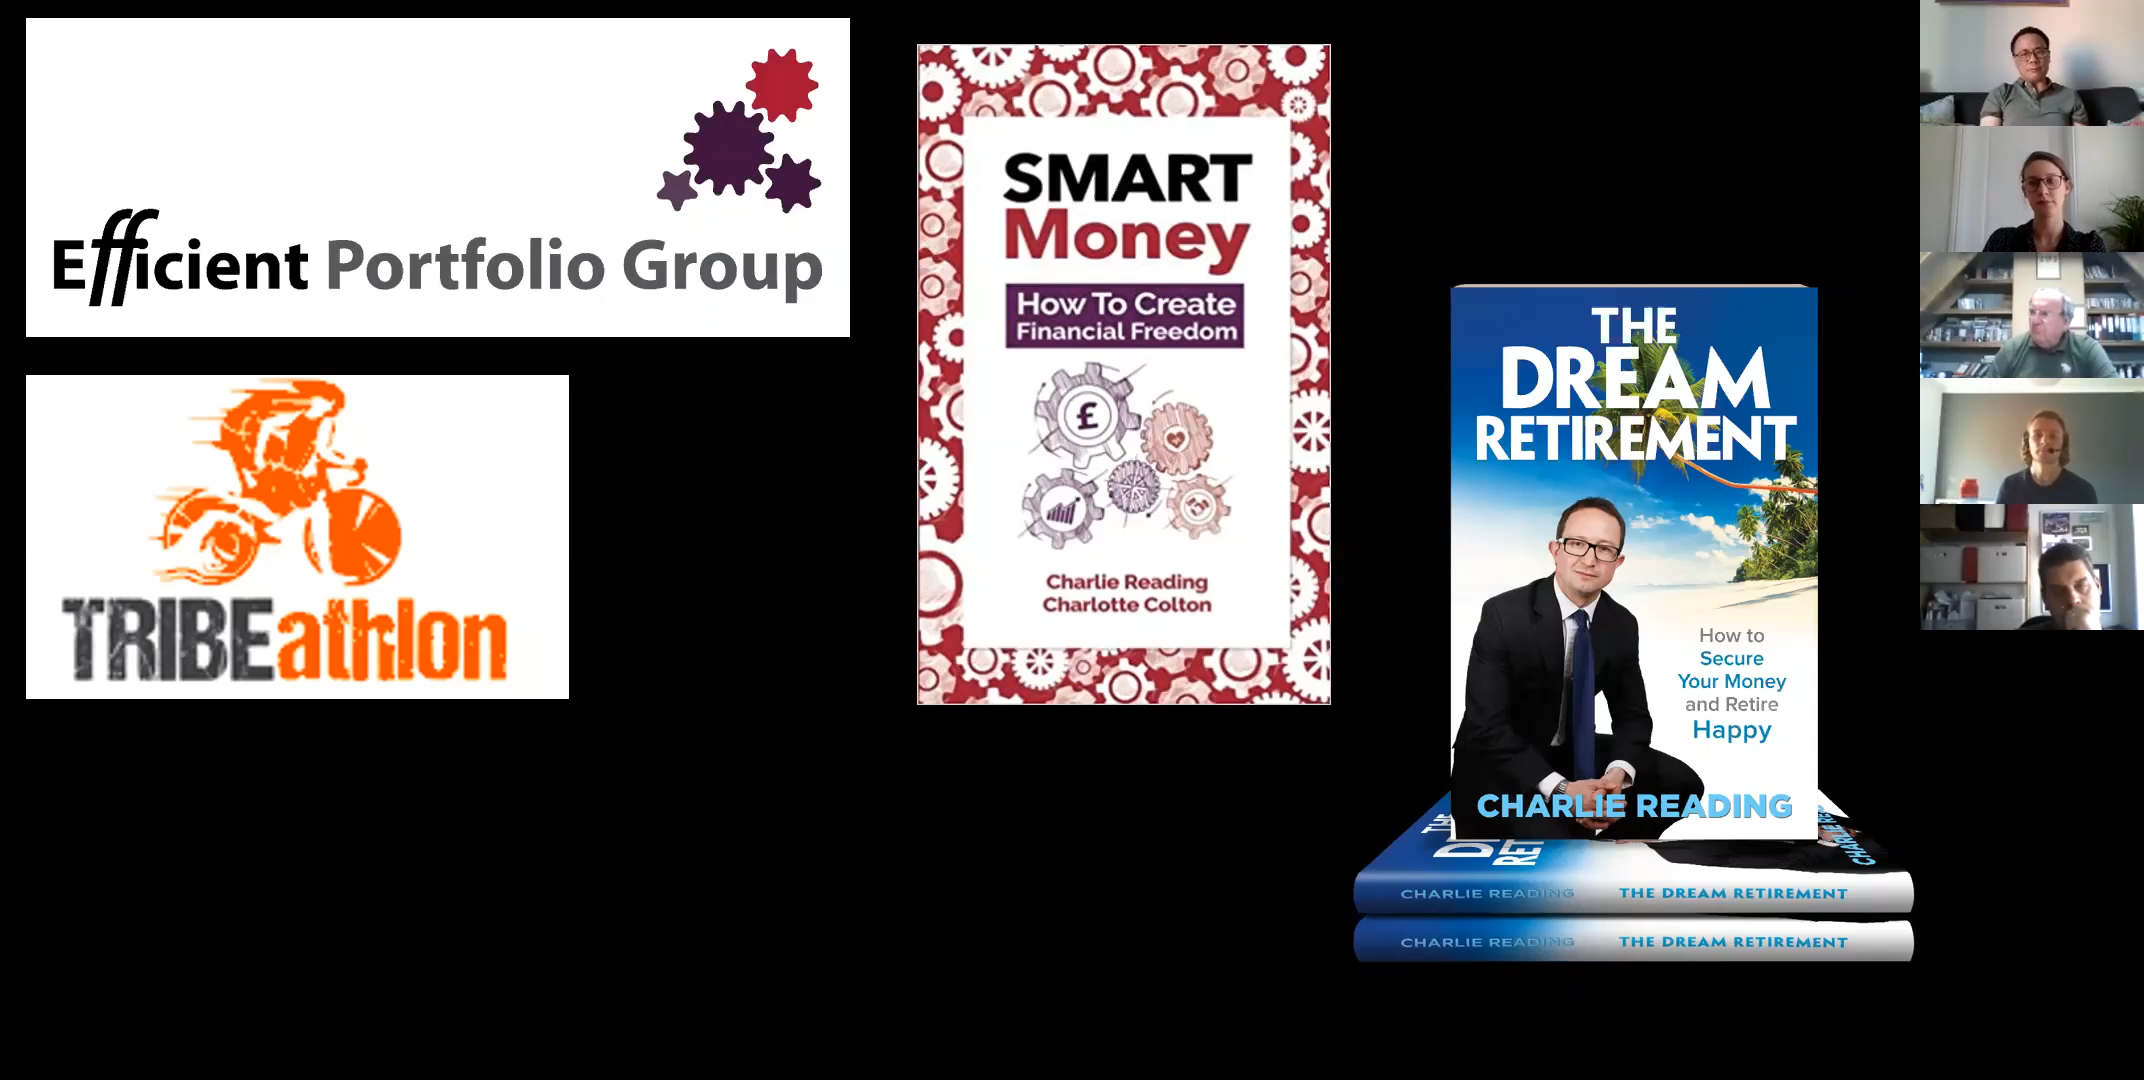 Efficient Portfolio Group
TRIBEathlon
SMART
Money
How To Create
Financial Freedom
£
Charlie Reading
Charlotte Colton
THE
DREAM
RETIREMENT
How to
Secure
Your Money
and Retire
Happy
CHARLIE READING
CHARLIE READING THE DREAM RETIREMENT
CHARLIE READING THE DREAM RETIREMENT